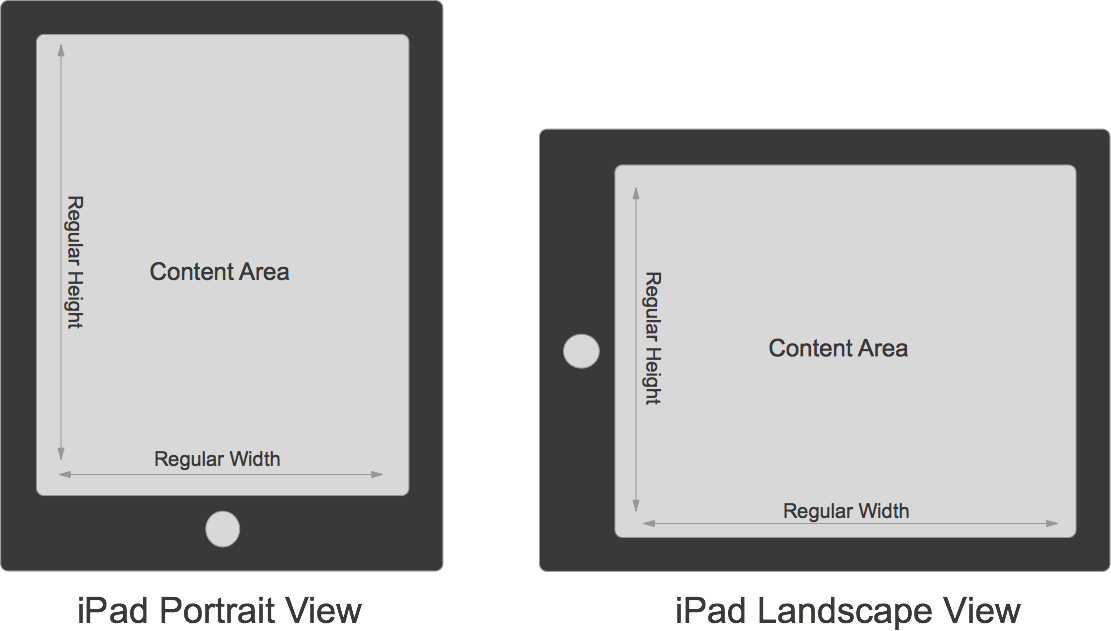 Regular Height
Content Area
Regular Width
iPad Portrait View
Regular Height
Content Area
Regular Width
iPad Landscape View